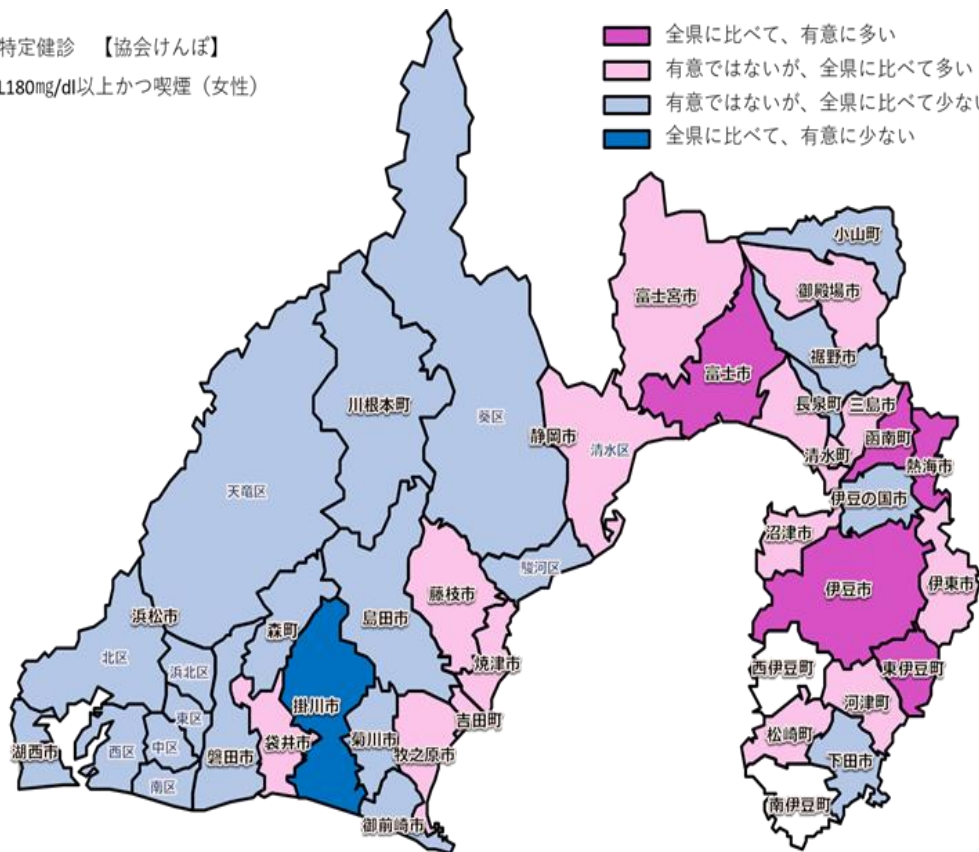 特定健診 【協会けんぽ】
L180mg/dl以上かつ喫煙（女性）
全県に比べて、有意に多い
有意ではないが、全県に比べて多い
有意ではないが、全県に比べて少ない
全県に比べて、有意に少ない
小山町
富士宮市
御殿場市
裾野市
富士市
川根本町
葵区
静岡市
清水区
長泉町
三島市
函南町
清水町
熱海市
伊豆の国市
天竜区
沼津市
駿河区
伊豆市
伊東市
藤枝市
浜松市
島田市
森町
北区
浜北区
焼津市
西伊豆町
東伊豆町
掛川市
河津町
東区
吉田町
湖西市
西区
中区
磐田市
袋井市
菊川市
牧之原市
松崎町
下田市
南区
御前崎市
南伊豆町